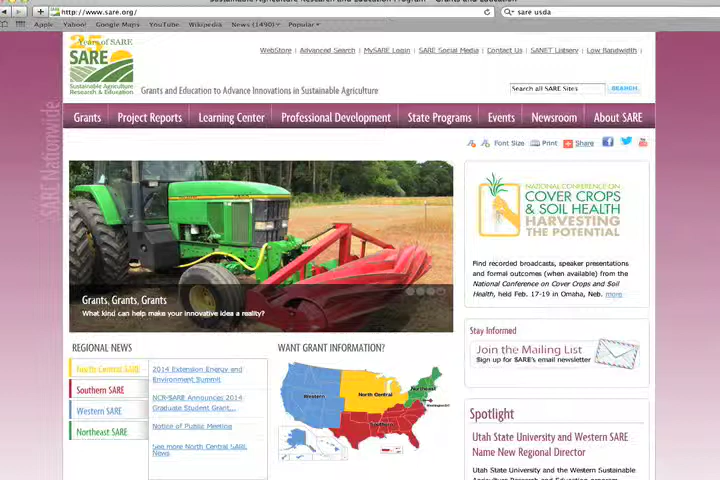 http://www.sare.org/
sare usda
Apple Yahoo! Google Maps YouTube Wikipedia News (1490) Popular
25 Years of SARE
SARE
Sustainable Agriculture
Research & Education
WebStore | Advanced Search | MySARE Login | SARE Social Media | Contact Us | SANET Listserv | Low Bandwidth |
Grants and Education to Advance Innovations in Sustainable Agriculture
Search all SARE Sites SEARCH
SARE Nationwide
Grants Project Reports Learning Center Professional Development State Programs Events Newsroom About SARE
Font Size Print Share
NATIONAL CONFERENCE ON
COVER CROPS
& SOIL HEALTH
HARVESTING
THE POTENTIAL
Find recorded broadcasts, speaker presentations
and formal outcomes (when available) from the
National Conference on Cover Crops and Soil
Health, held Feb. 17-19 in Omaha, Neb. more
Grants, Grants, Grants
What kind can help make your innovative idea a reality?
Stay Informed
Join the Mailing List
Sign up for SARE's email newsletter
REGIONAL NEWS
North Central SARE
Southern SARE
Western SARE
Northeast SARE
2014 Extension Energy and
Environment Summit
NCR-SARE Announces 2014
Graduate Student Grant...
Notice of Public Meeting
See more North Central SARE
News
WANT GRANT INFORMATION?
Western
North Central
Northeast
Southern
Spotlight
Utah State University and Western SARE
Name New Regional Director
Utah State University and the Western Sustainable